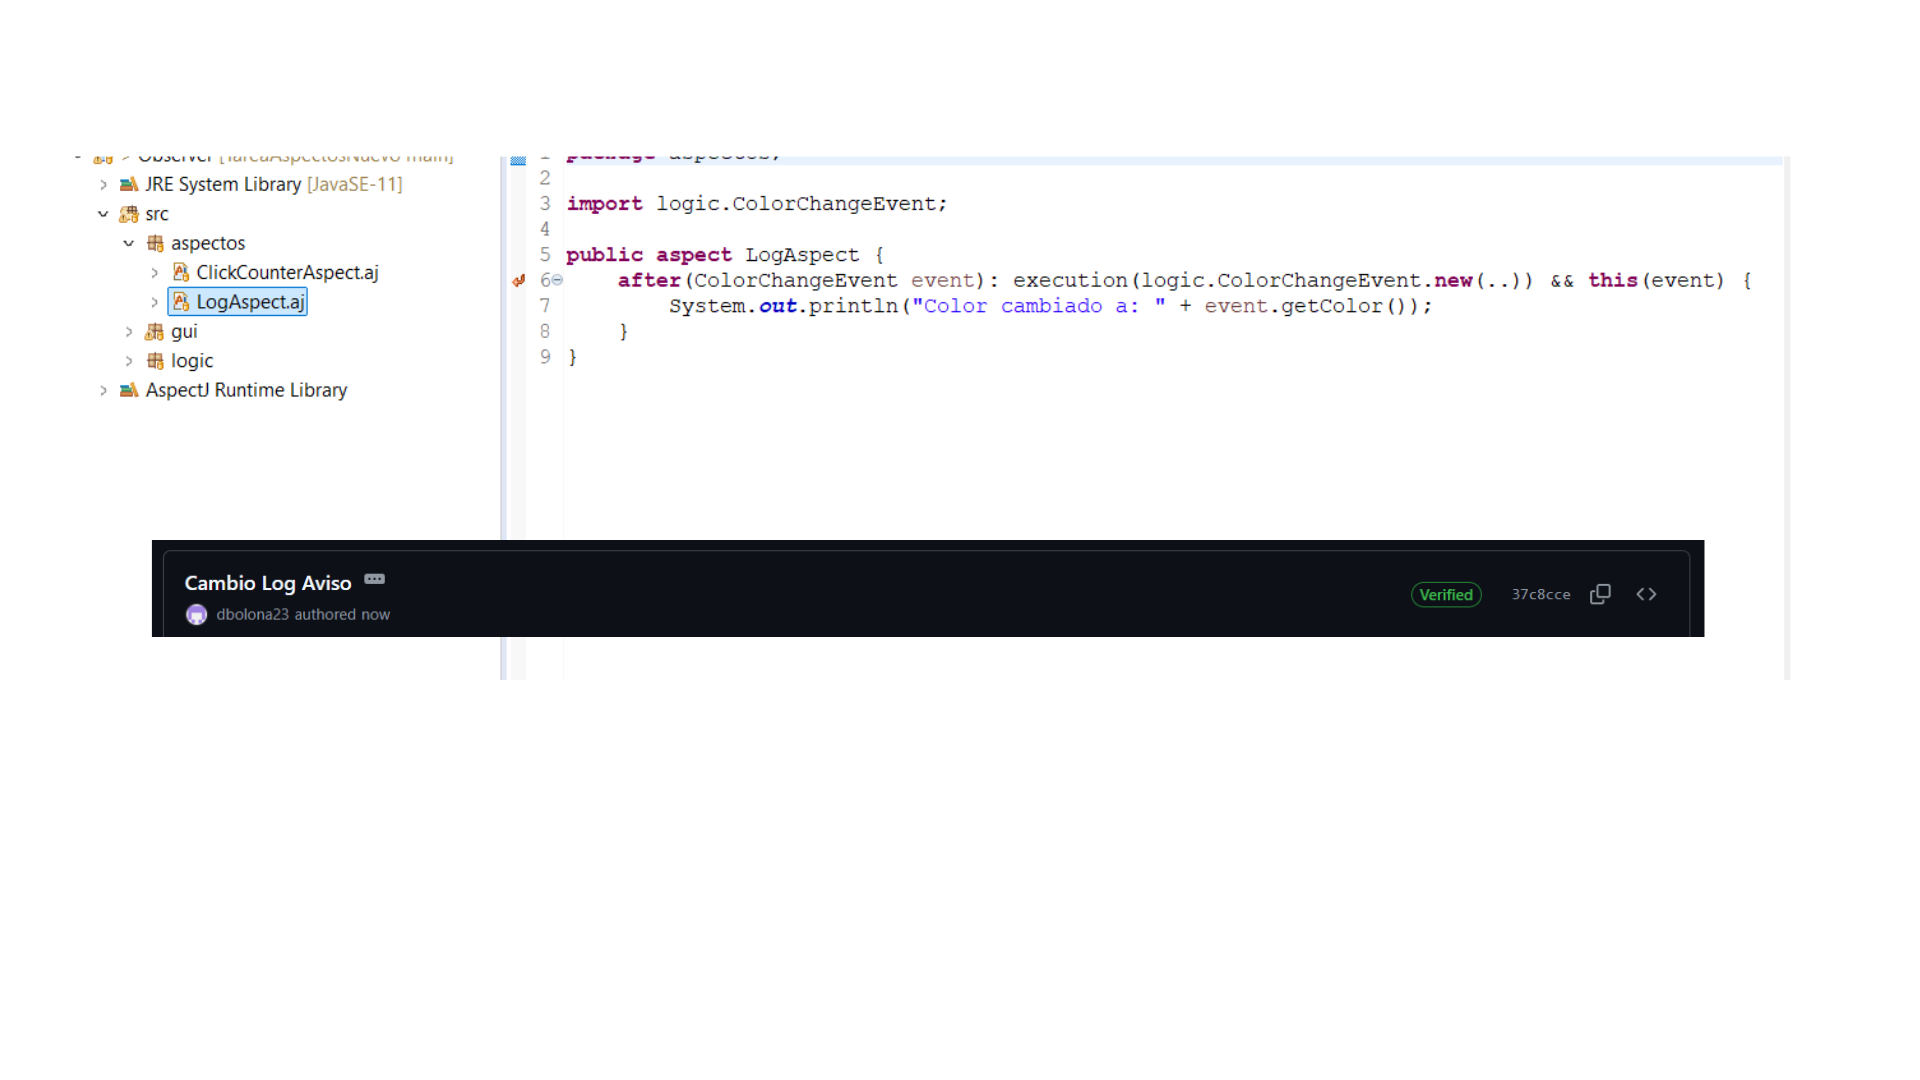 Observer [TareaAspectosNuevo main]
JRE System Library [JavaSE-11]
src
aspectos
ClickCounterAspect.aj
LogAspect.aj
gui
logic
AspectJ Runtime Library
1 package aspectos;
2
3 import logic.ColorChangeEvent;
4
5 public aspect LogAspect {
6 after(ColorChangeEvent event): execution(logic.ColorChangeEvent.new(..)) && this(event) {
7 System.out.println("Color cambiado a: " + event.getColor());
8 }
9 }
Cambio Log Aviso
dbolona23 authored now
Verified
37c8cce